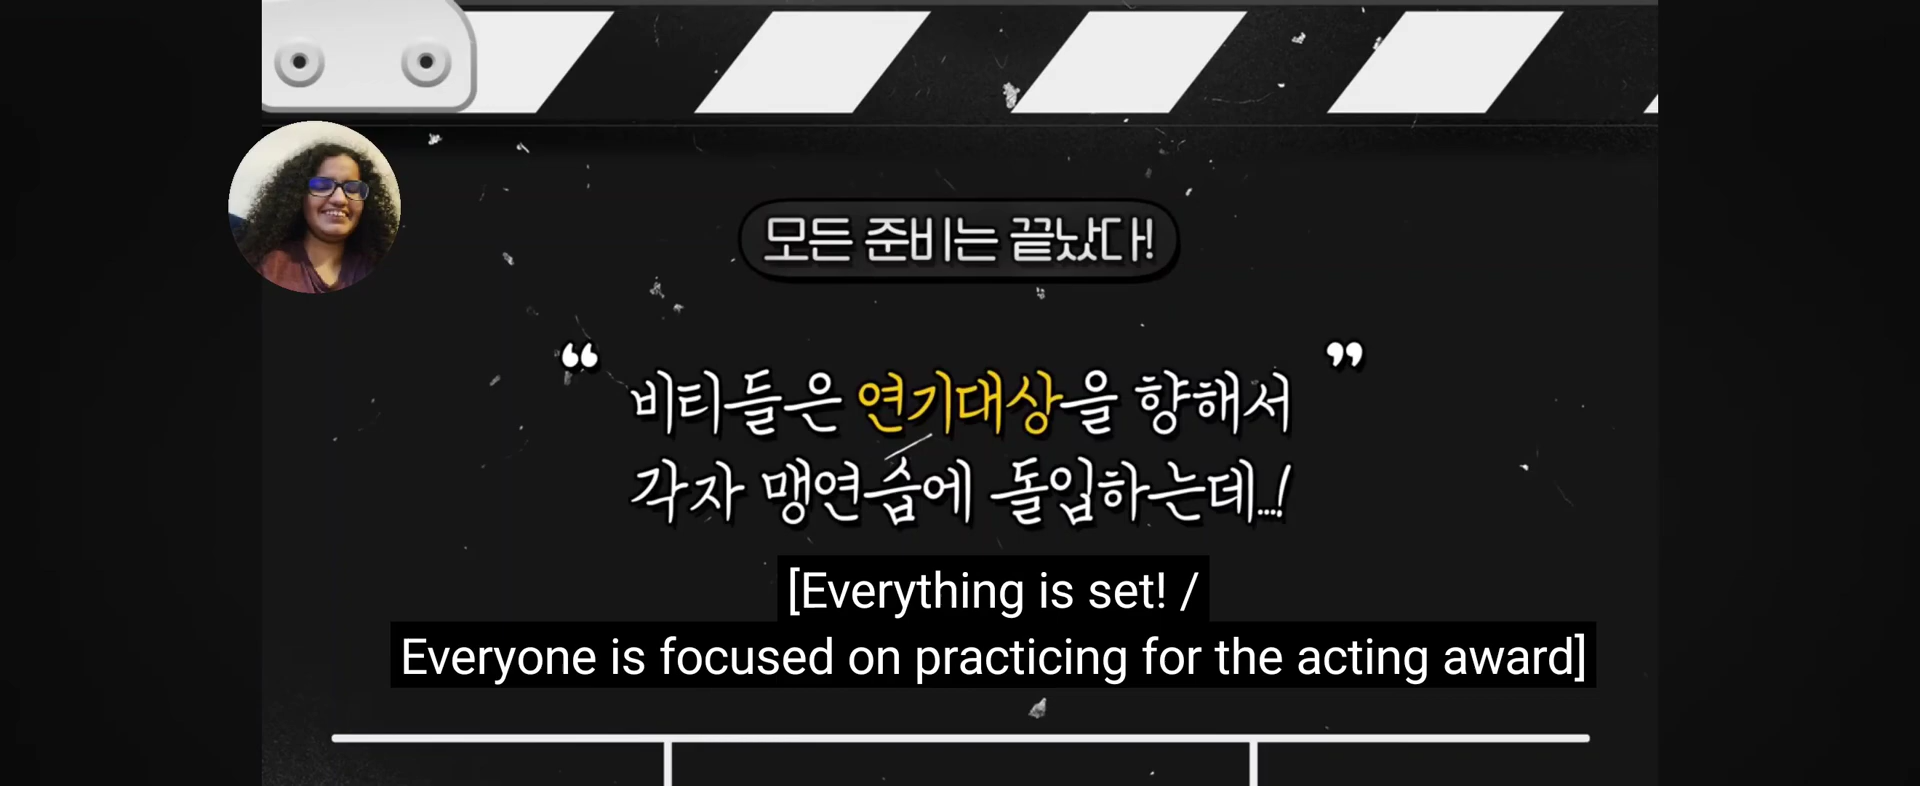 모든 준비는 끝났다!
“ 비티들은 연기대상을 향해서 ”
각자 맹연습에 돌입하는데...!
[Everything is set! /
Everyone is focused on practicing for the acting award]